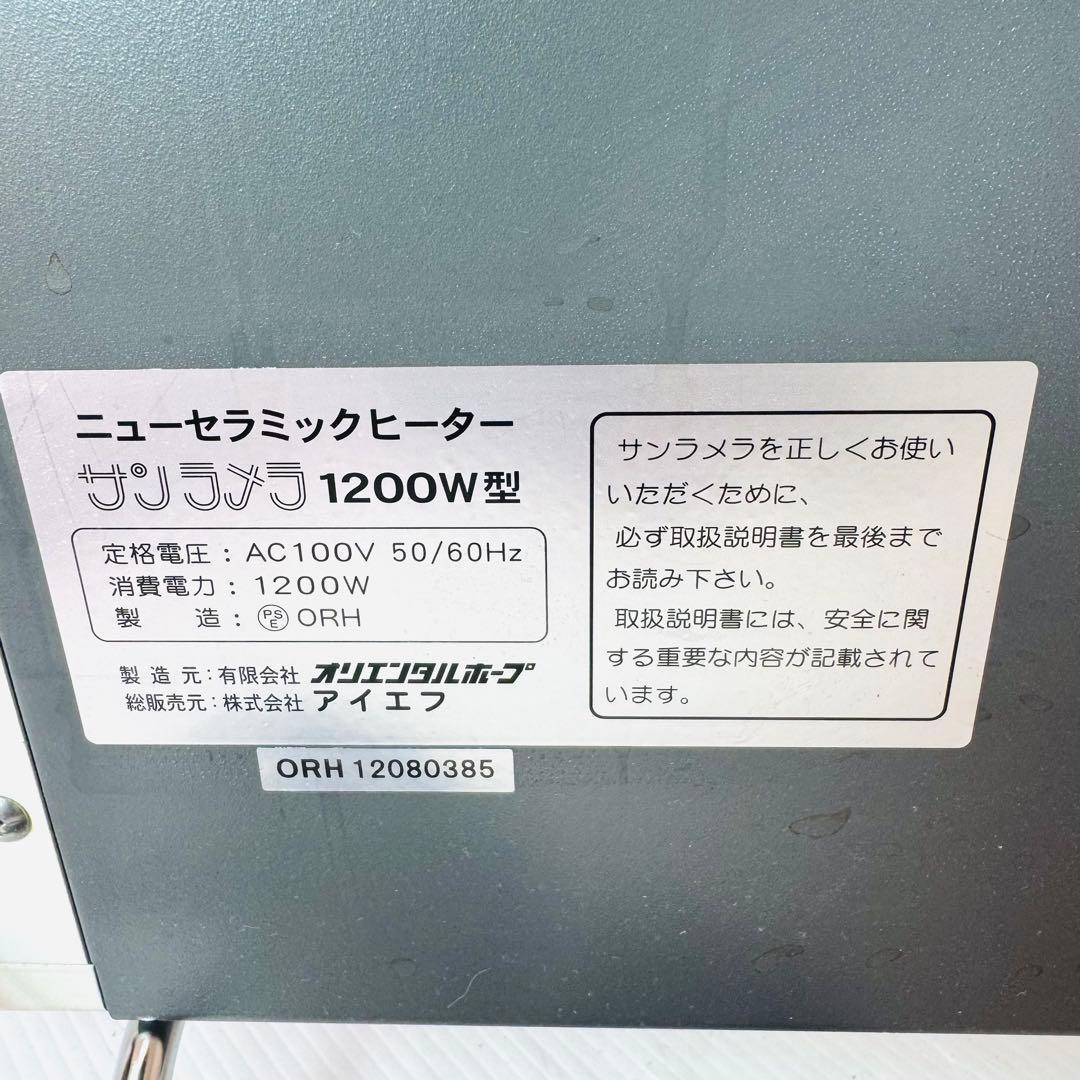 ニューセラミックヒーター
サンラメラ 1200W型
定格電圧：AC100V 50/60Hz
消費電力：1200W
製　　造：PSE ORH
製 造 元：有限会社 オリエンタルホープ
総販売元：株式会社 アイエフ
サンラメラを正しくお使い
いただくために、
必ず取扱説明書を最後まで
お読み下さい。
取扱説明書には、安全に関
する重要な内容が記載されて
います。
ORH 12080385